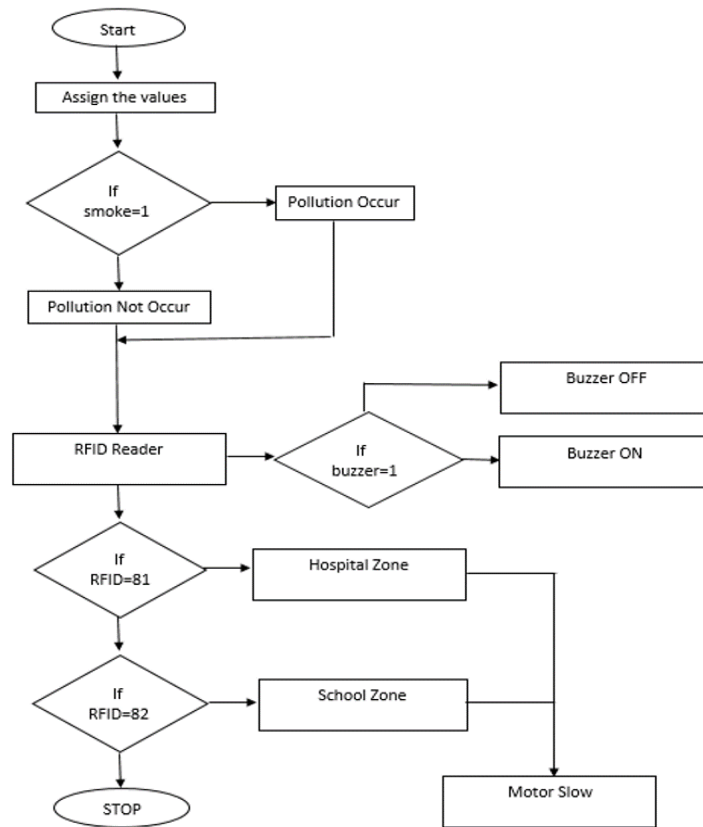 Start
Assign the values
If
smoke=1
Pollution Occur
Pollution Not Occur
Buzzer OFF
RFID Reader
If
buzzer=1
Buzzer ON
If
RFID=81
Hospital Zone
If
RFID=82
School Zone
STOP
Motor Slow